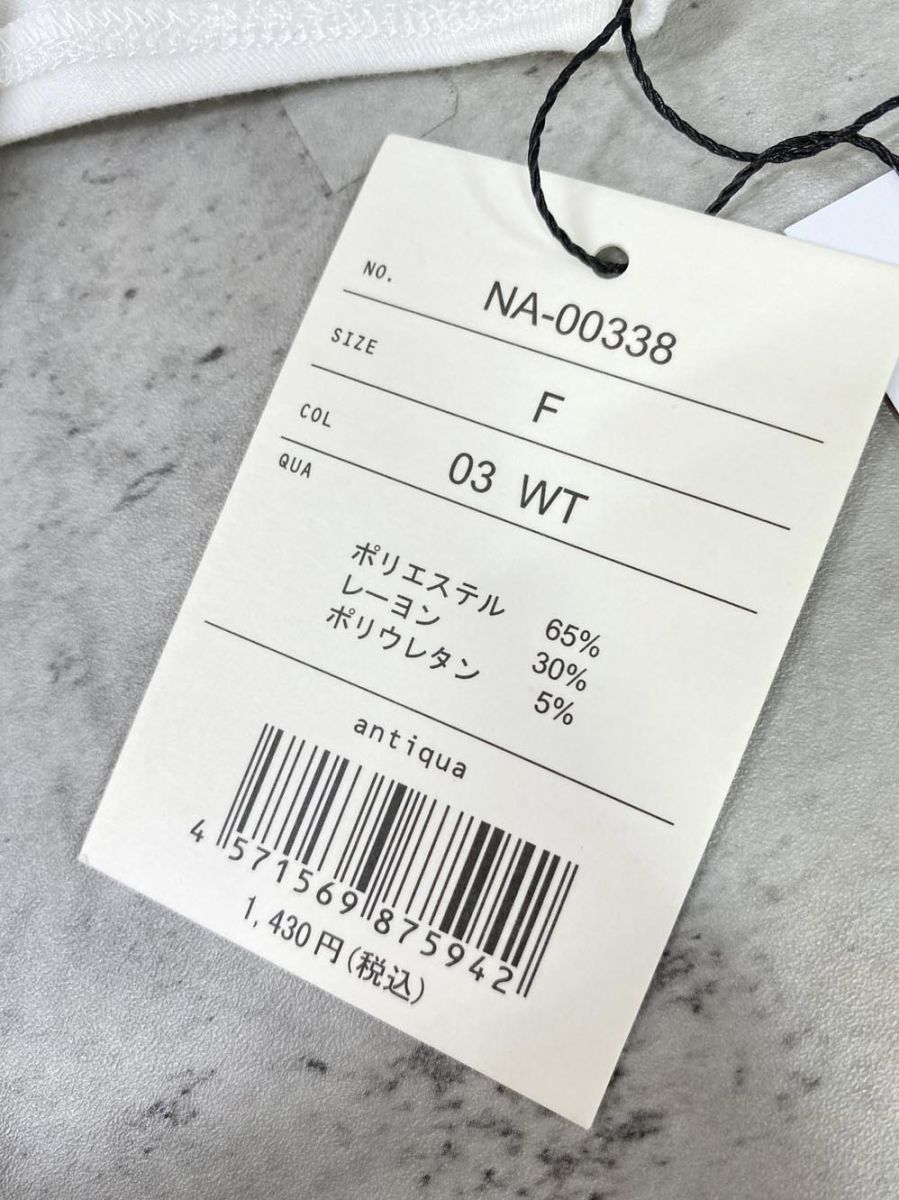 NO. NA-00338
SIZE F
COL 03 WT
QUA
ポリエステル 65%
レーヨン 30%
ポリウレタン 5%
antiqua
4 571569 875942
1,430円(税込)